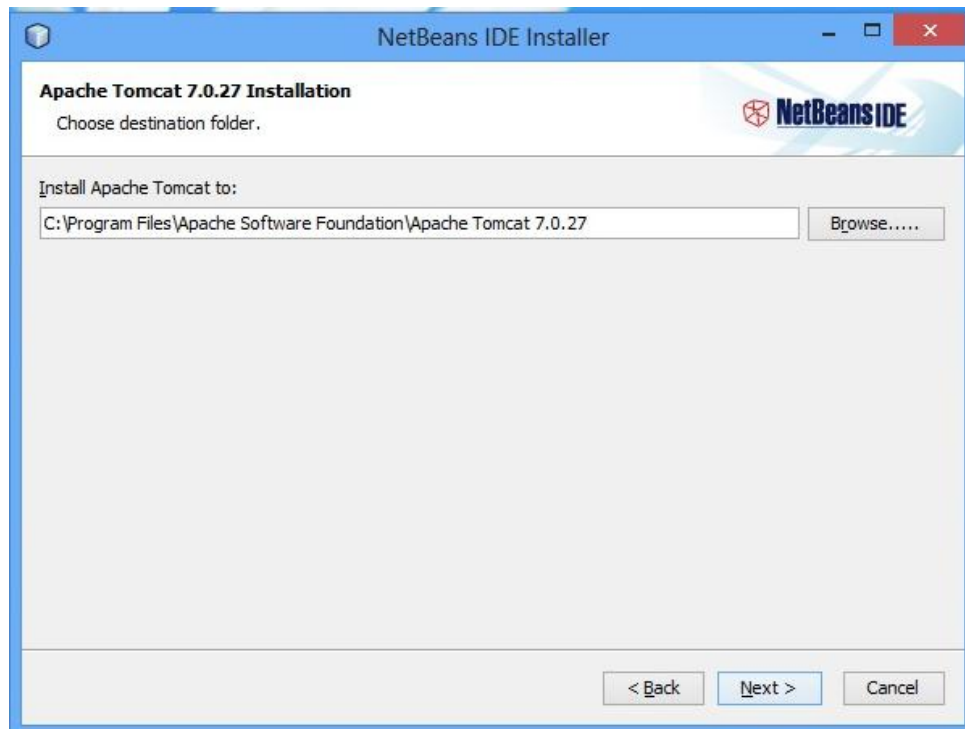 NetBeans IDE Installer
Apache Tomcat 7.0.27 Installation
Choose destination folder.
NetBeans IDE
Install Apache Tomcat to:
C:\Program Files\Apache Software Foundation\Apache Tomcat 7.0.27
Browse.....
< Back
Next >
Cancel